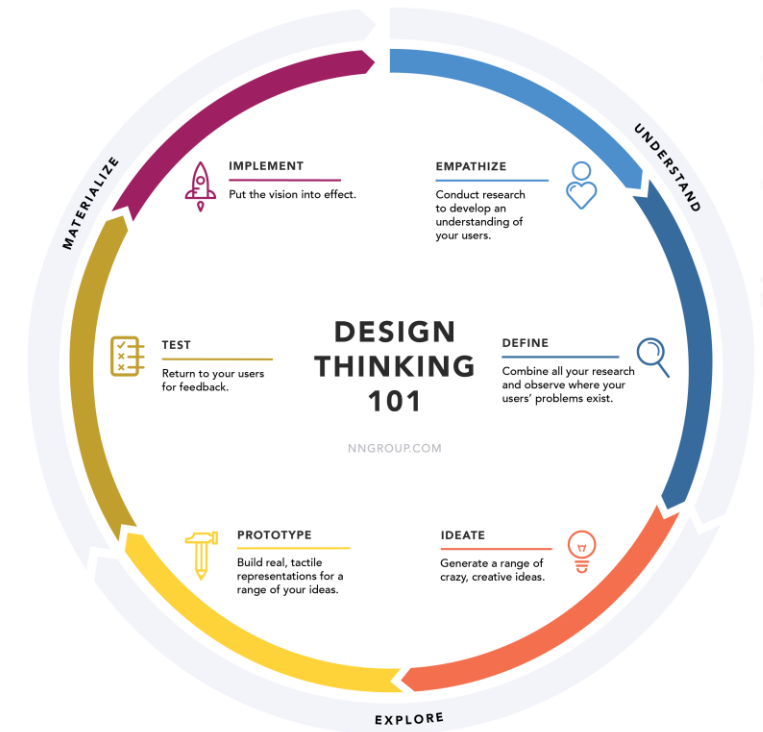 DESIGN
THINKING
101
NNGROUP.COM
UNDERSTAND
EMPATHIZE
Conduct research
to develop an
understanding of
your users.
DEFINE
Combine all your research
and observe where your
users’ problems exist.
EXPLORE
IDEATE
Generate a range of
crazy, creative ideas.
PROTOTYPE
Build real, tactile
representations for a
range of your ideas.
MATERIALIZE
TEST
Return to your users
for feedback.
IMPLEMENT
Put the vision into effect.